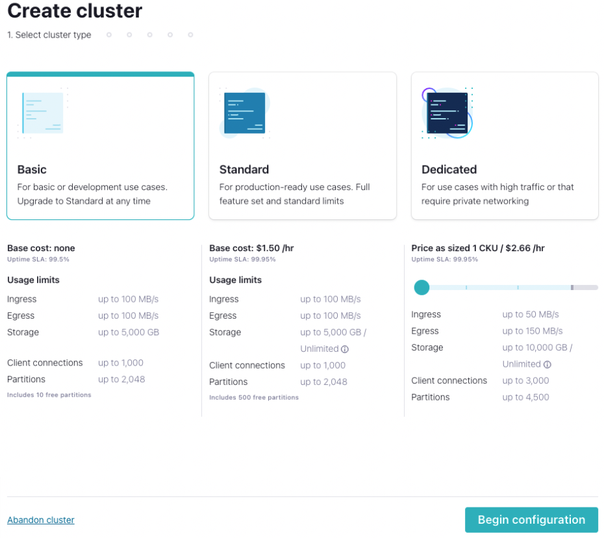 Create cluster
1. Select cluster type
Basic
For basic or development use cases.
Upgrade to Standard at any time
Standard
For production-ready use cases. Full
feature set and standard limits
Dedicated
For use cases with high traffic or that
require private networking
Base cost: none
Uptime SLA: 99.5%
Usage limits
Ingress up to 100 MB/s
Egress up to 100 MB/s
Storage up to 5,000 GB
Client connections up to 1,000
Partitions up to 2,048
Includes 10 free partitions
Base cost: $1.50 /hr
Uptime SLA: 99.95%
Usage limits
Ingress up to 100 MB/s
Egress up to 100 MB/s
Storage up to 5,000 GB /
Unlimited
Client connections up to 1,000
Partitions up to 2,048
Includes 500 free partitions
Price as sized 1 CKU / $2.66 /hr
Uptime SLA: 99.95%
Ingress up to 50 MB/s
Egress up to 150 MB/s
Storage up to 10,000 GB /
Unlimited
Client connections up to 3,000
Partitions up to 4,500
Abandon cluster
Begin configuration